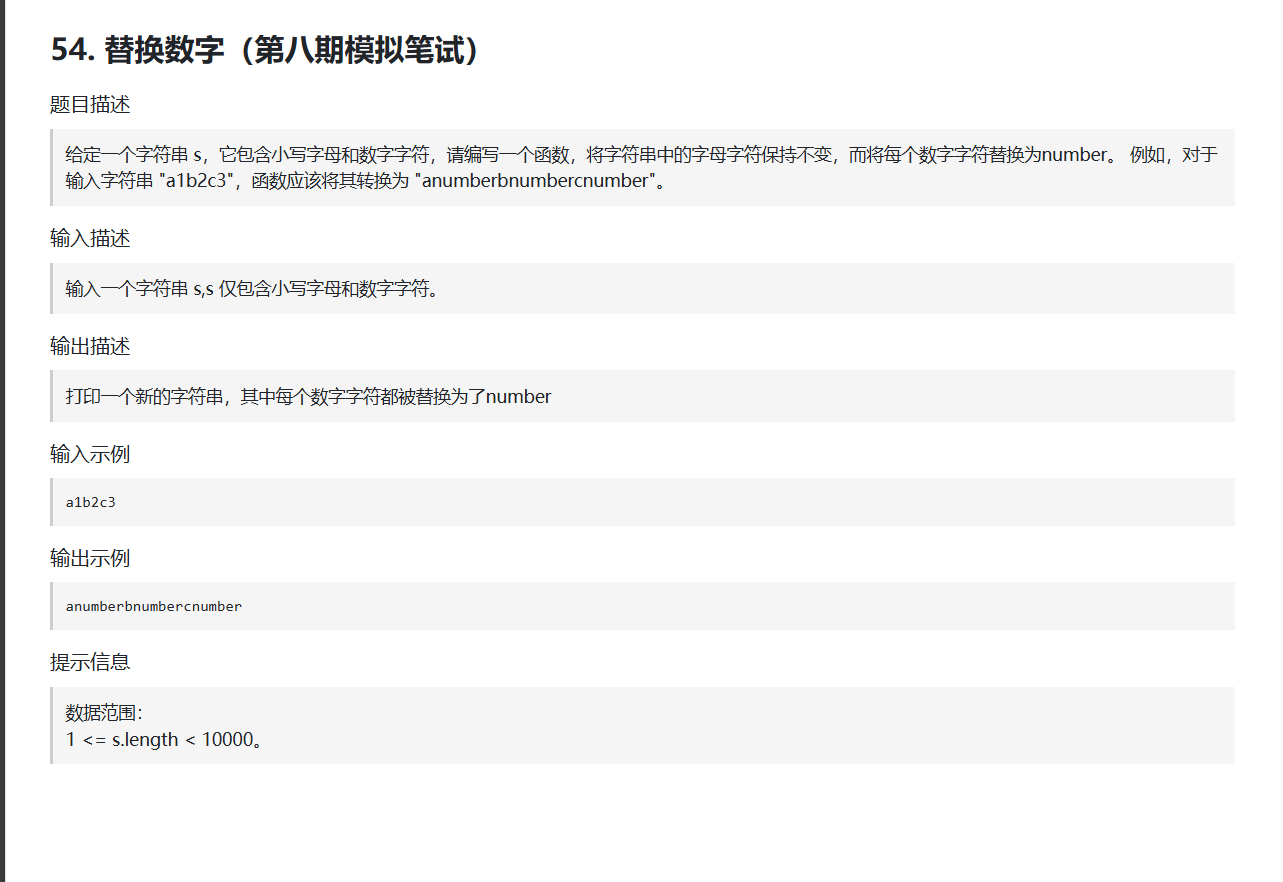 54. 替换数字（第八期模拟笔试）
题目描述
给定一个字符串 s，它包含小写字母和数字字符，请编写一个函数，将字符串中的字母字符保持不变，而将每个数字字符替换为number。 例如，对于
输入字符串 "a1b2c3"，函数应该将其转换为 "anumberbnumbercnumber"。
输入描述
输入一个字符串 s,s 仅包含小写字母和数字字符。
输出描述
打印一个新的字符串，其中每个数字字符都被替换为了number
输入示例
a1b2c3
输出示例
anumberbnumbercnumber
提示信息
数据范围：
1 <= s.length < 10000。